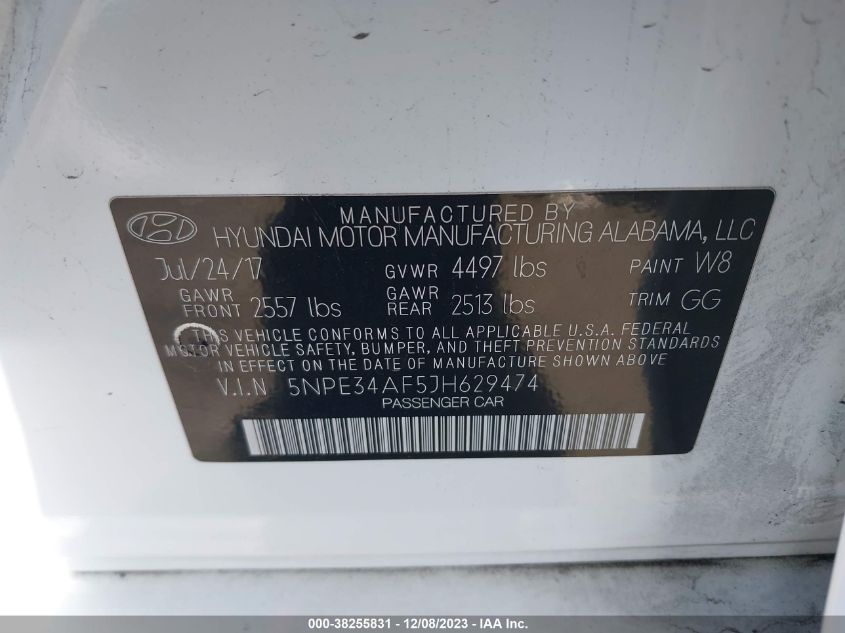 MANUFACTURED BY
HYUNDAI MOTOR MANUFACTURING ALABAMA, LLC
Jul/24/17 GVWR 4497 lbs PAINT W8
GAWR FRONT 2557 lbs GAWR REAR 2513 lbs TRIM GG
THIS VEHICLE CONFORMS TO ALL APPLICABLE U.S.A. FEDERAL
MOTOR VEHICLE SAFETY, BUMPER, AND THEFT PREVENTION STANDARDS
IN EFFECT ON THE DATE OF MANUFACTURE SHOWN ABOVE
V.I.N 5NPE34AF5JH629474
PASSENGER CAR
000-38255831 - 12/08/2023 - IAA Inc.